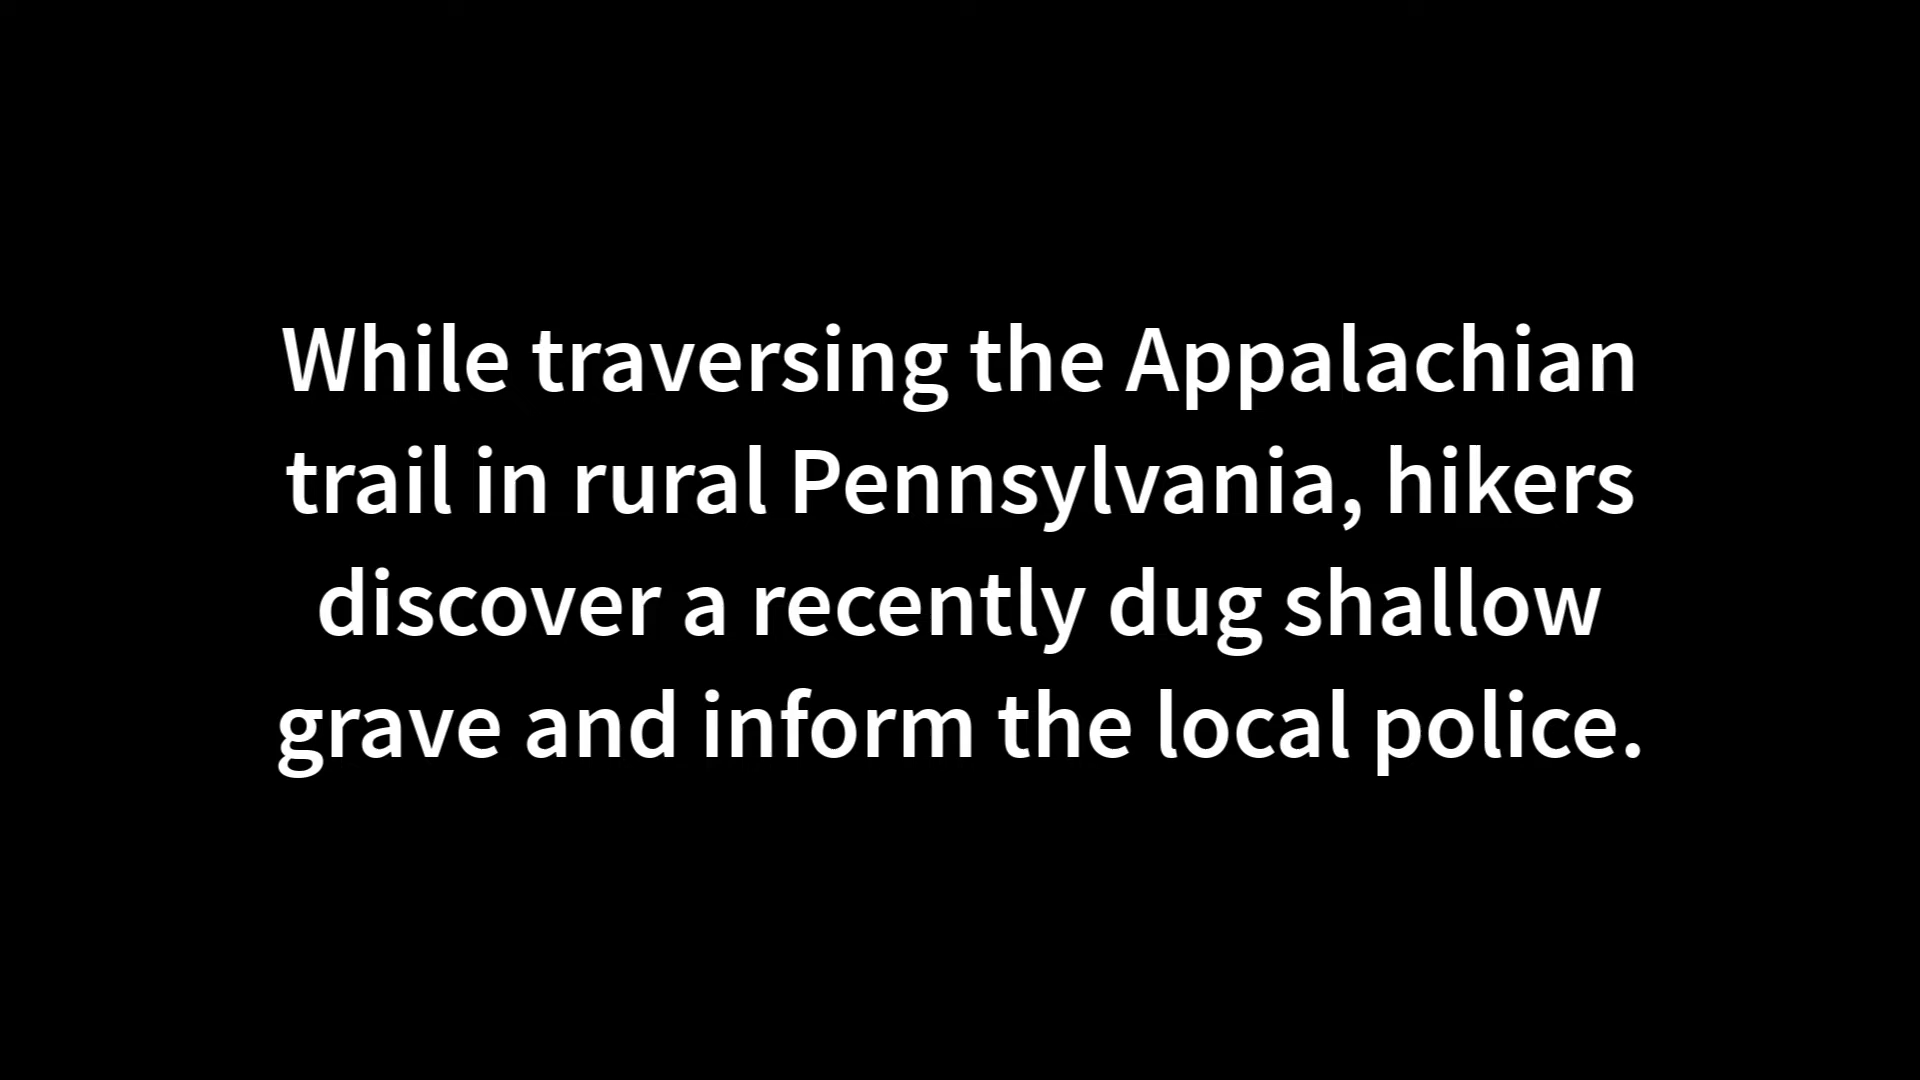 While traversing the Appalachian
trail in rural Pennsylvania, hikers
discover a recently dug shallow
grave and inform the local police.